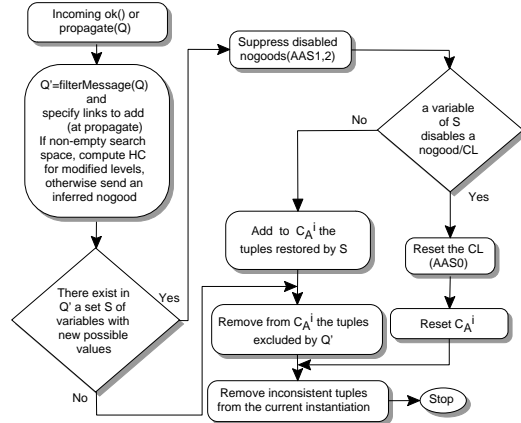 Incoming ok() or
propagate(Q)
Q'=filterMessage(Q)
and
specify links to add
(at propagate)
If non-empty search
space, compute HC
for modified levels,
otherwise send an
inferred nogood
There exist in
Q' a set S of
variables with
new possible
values
Yes
No
Suppress disabled
nogoods(AAS1,2)
a variable
of S
disables a
nogood/CL
No
Yes
Add to C_A^i the
tuples restored by S
Reset the CL
(AAS0)
Remove from C_A^i the tuples
excluded by Q'
Reset C_A^i
Remove inconsistent tuples
from the current instantiation
Stop